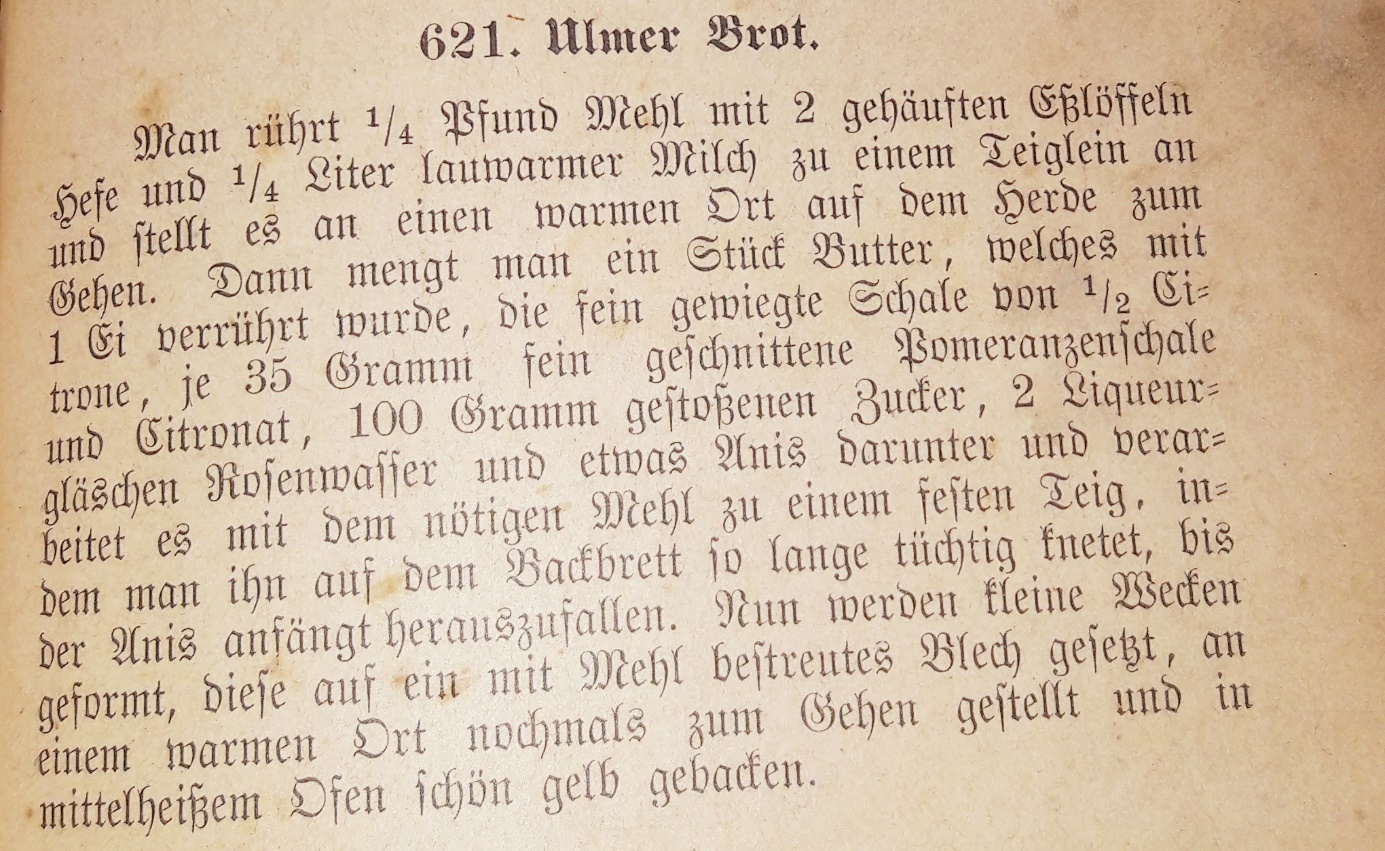 621. Ulmer Brot.
Man rührt 1/4 Pfund Mehl mit 2 gehäuften Eßlöffeln
Hefe und 1/4 Liter lauwarmer Milch zu einem Teiglein an
und stellt es an einen warmen Ort auf dem Herde zum
Gehen. Dann mengt man ein Stück Butter, welches mit
1 Ei verrührt wurde, die fein gewiegte Schale von 1/2 Ci-
trone, je 35 Gramm fein geschnittene Pomeranzenschale
und Citronat, 100 Gramm gestoßenen Zucker, 2 Liqueur-
gläschen Rosenwasser und etwas Anis darunter und verar-
beitet es mit dem nötigen Mehl zu einem festen Teig, in-
dem man ihn auf dem Backbrett so lange tüchtig knetet, bis
der Anis anfängt herauszufallen. Nun werden kleine Wecken
geformt, diese auf ein mit Mehl bestreutes Blech gesetzt, an
einem warmen Ort nochmals zum Gehen gestellt und in
mittelheißem Ofen schön gelb gebacken.